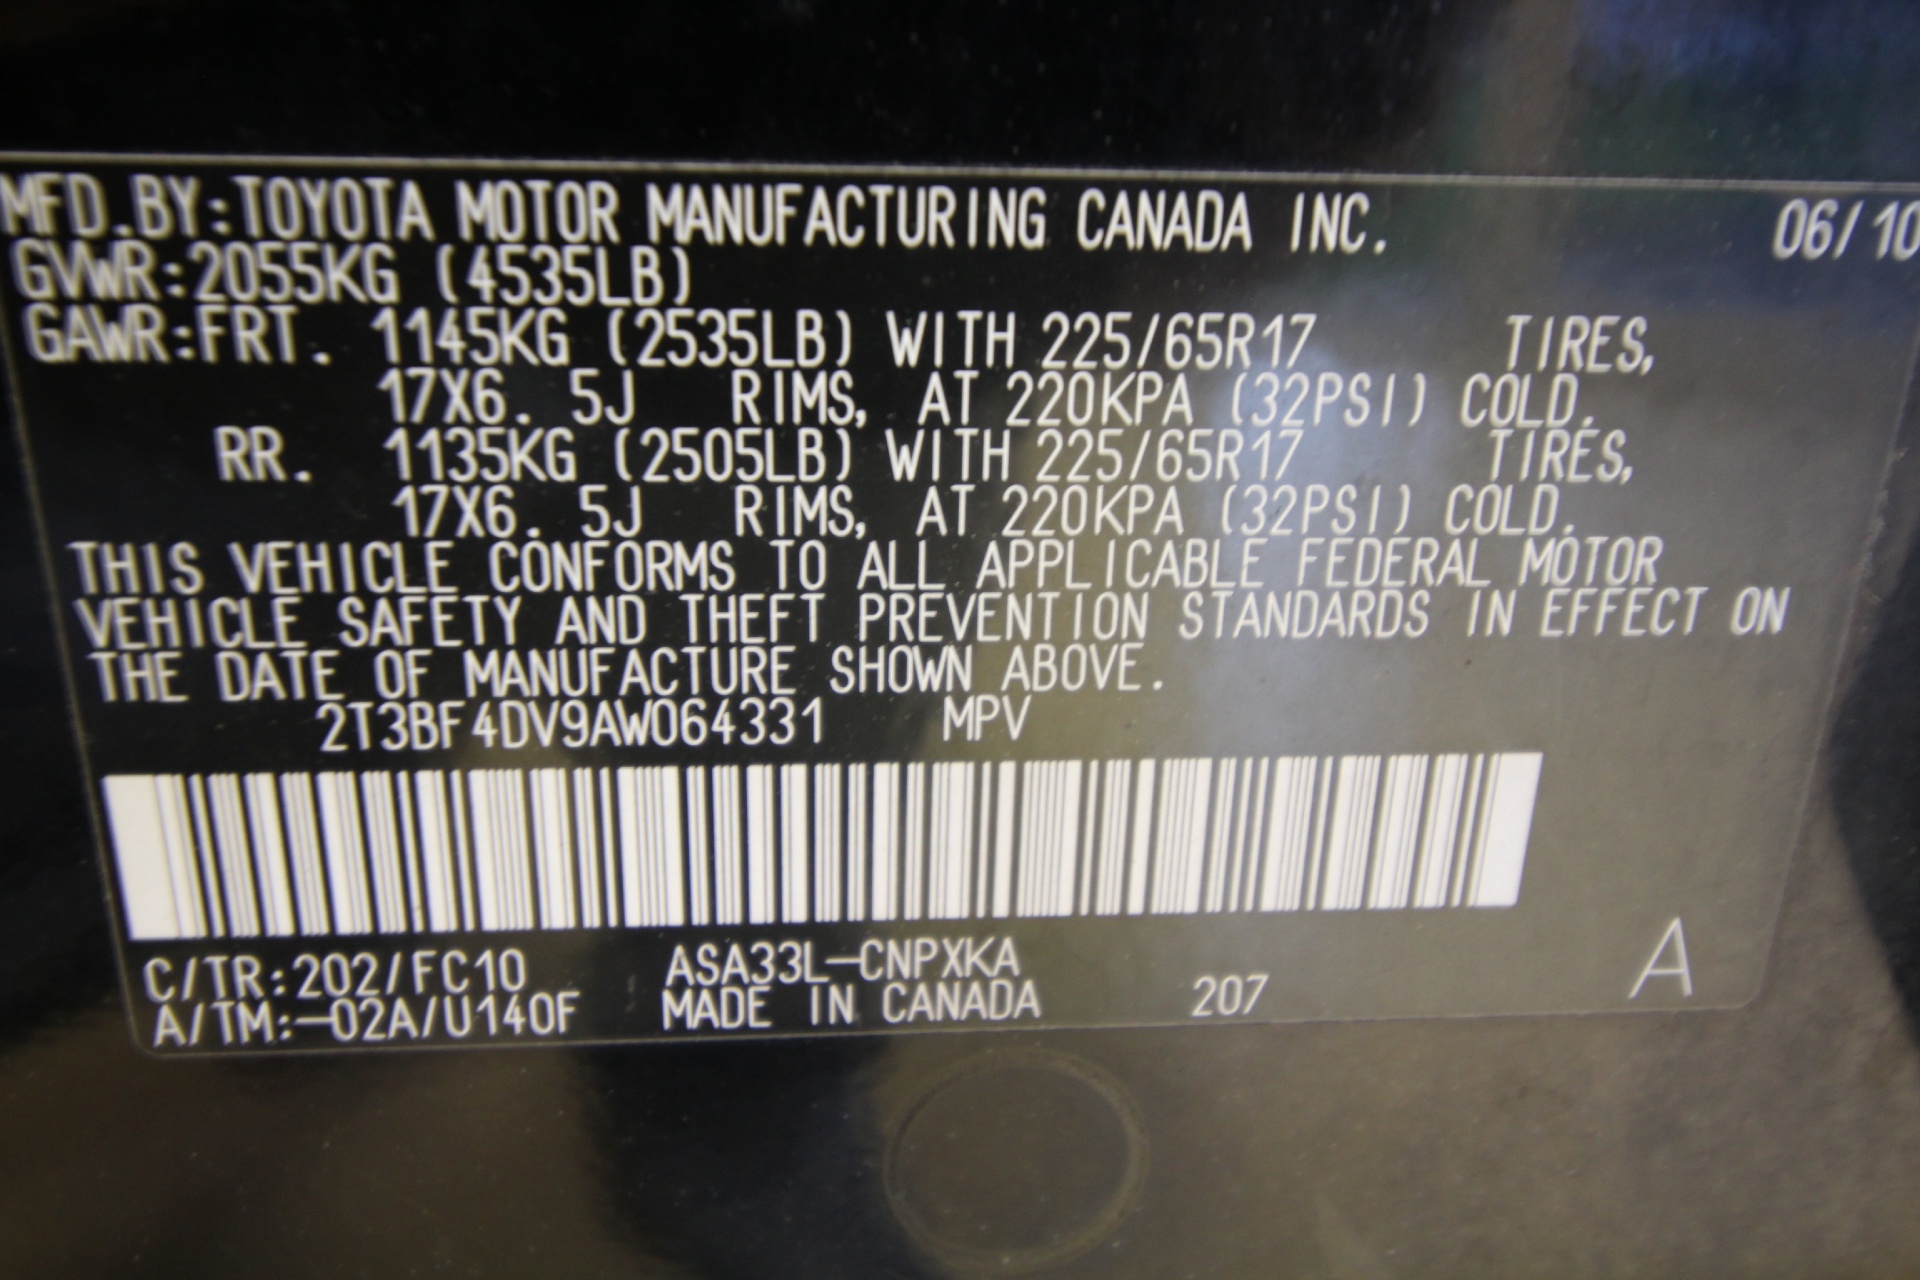 MFD.BY:TOYOTA MOTOR MANUFACTURING CANADA INC. 06/10
GVWR:2055KG (4535LB)
GAWR:FRT. 1145KG (2535LB) WITH 225/65R17 TIRES,
17X6.5J RIMS, AT 220KPA (32PSI) COLD.
RR. 1135KG (2505LB) WITH 225/65R17 TIRES,
17X6.5J RIMS, AT 220KPA (32PSI) COLD.
THIS VEHICLE CONFORMS TO ALL APPLICABLE FEDERAL MOTOR
VEHICLE SAFETY AND THEFT PREVENTION STANDARDS IN EFFECT ON
THE DATE OF MANUFACTURE SHOWN ABOVE.
2T3BF4DV9AW064331 MPV
C/TR:202/FC10 ASA33L-CNPXKA
A/TM:-02A/U140F MADE IN CANADA 207 A